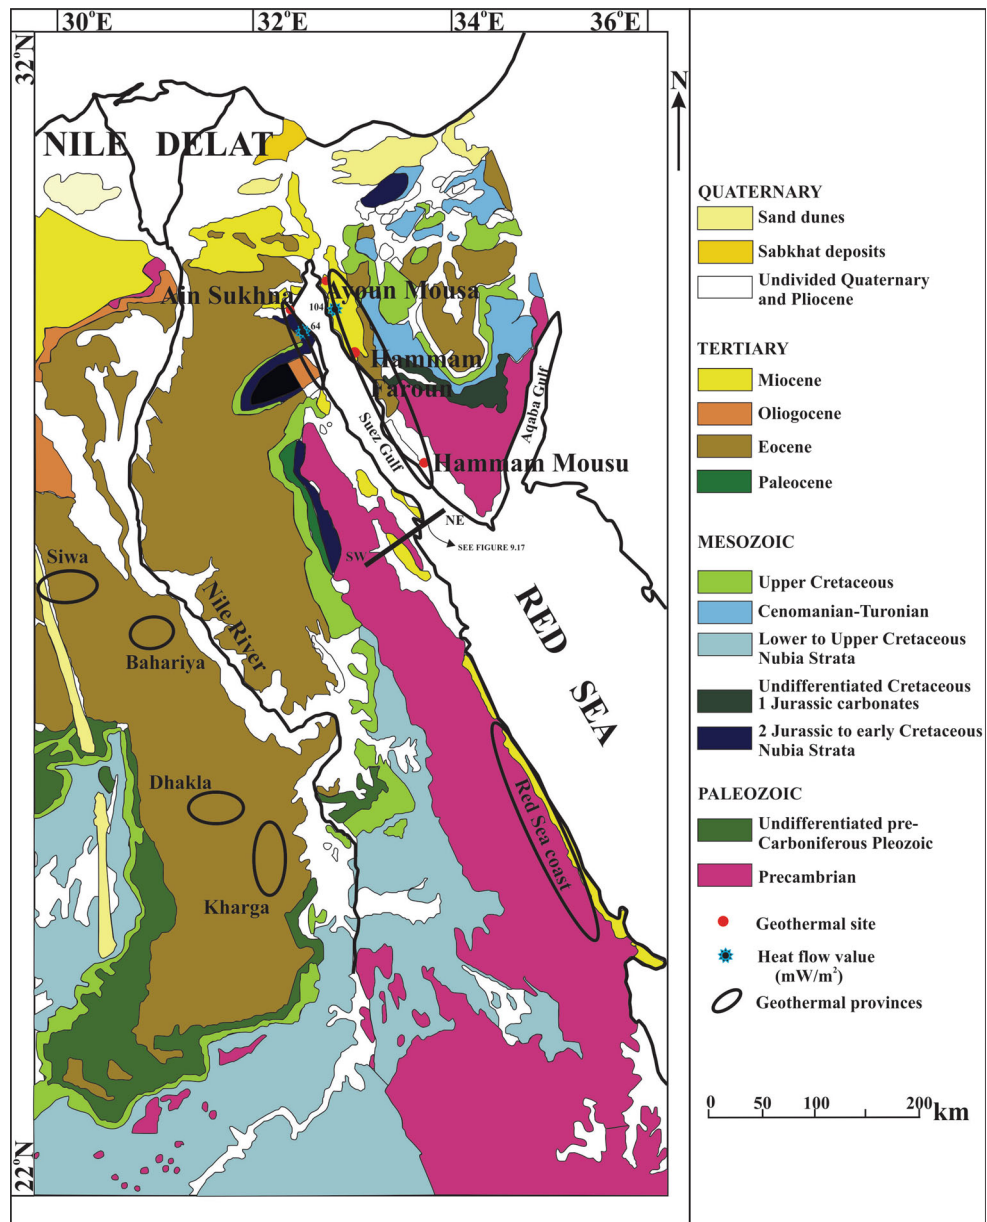 30°E
32°E
34°E
36°E
32°N
N
NILE DELAT
Ain Sukhna
Ayoun Mousa
104
64
Hammam
Faroun
Suez Gulf
Aqaba Gulf
Hammam Mousu
NE
SW
SEE FIGURE 9.17
Siwa
Bahariya
Nile River
RED SEA
Dhakla
Kharga
Red Sea coast
22°N
QUATERNARY
Sand dunes
Sabkhat deposits
Undivided Quaternary
and Pliocene
TERTIARY
Miocene
Oliogocene
Eocene
Paleocene
MESOZOIC
Upper Cretaceous
Cenomanian-Turonian
Lower to Upper Cretaceous
Nubia Strata
Undifferentiated Cretaceous
1 Jurassic carbonates
2 Jurassic to early Cretaceous
Nubia Strata
PALEOZOIC
Undifferentiated pre-
Carboniferous Pleozoic
Precambrian
Geothermal site
Heat flow value
(mW/m²)
Geothermal provinces
0 50 100 200 km